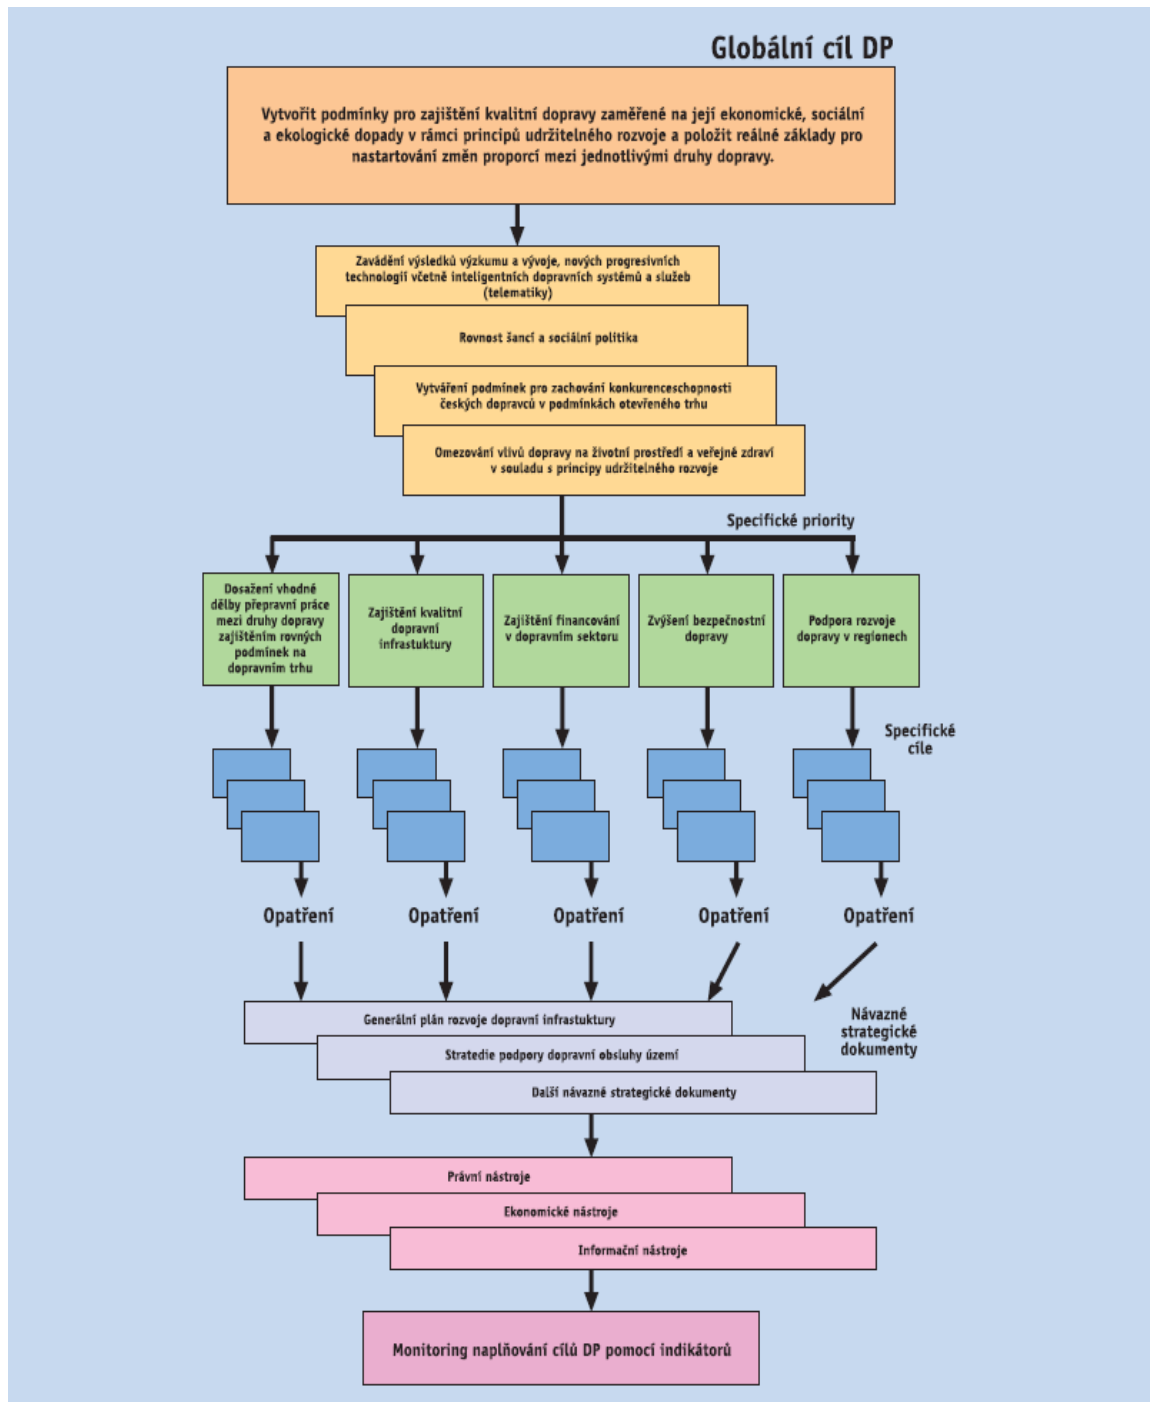 Globální cíl DP
Vytvořit podmínky pro zajištění kvalitní dopravy zaměřené na její ekonomické, sociální
a ekologické dopady v rámci principů udržitelného rozvoje a položit reálné základy pro
nastartování změn proporcí mezi jednotlivými druhy dopravy.
Zavádění výsledků výzkumu a vývoje, nových progresivních
technologií včetně inteligentních dopravních systémů a služeb
(telematiky)
Rovnost šancí a sociální politika
Vytváření podmínek pro zachování konkurenceschopnosti
českých dopravců v podmínkách otevřeného trhu
Omezování vlivů dopravy na životní prostředí a veřejné zdraví
v souladu s principy udržitelného rozvoje
Specifické priority
Dosažení vhodné
dělby přepravní práce
mezi druhy dopravy
zajištěním rovných
podmínek na
dopravním trhu
Zajištění kvalitní
dopravní
infrastuktury
Zajištění financování
v dopravním sektoru
Zvýšení bezpečnostní
dopravy
Podpora rozvoje
dopravy v regionech
Specifické
cíle
Opatření
Opatření
Opatření
Opatření
Opatření
Návazné
strategické
dokumenty
Generální plán rozvoje dopravní infrastuktury
Stratedie podpory dopravní obsluhy území
Další návazné strategické dokumenty
Právní nástroje
Ekonomické nástroje
Informační nástroje
Monitoring naplňování cílů DP pomocí indikátorů